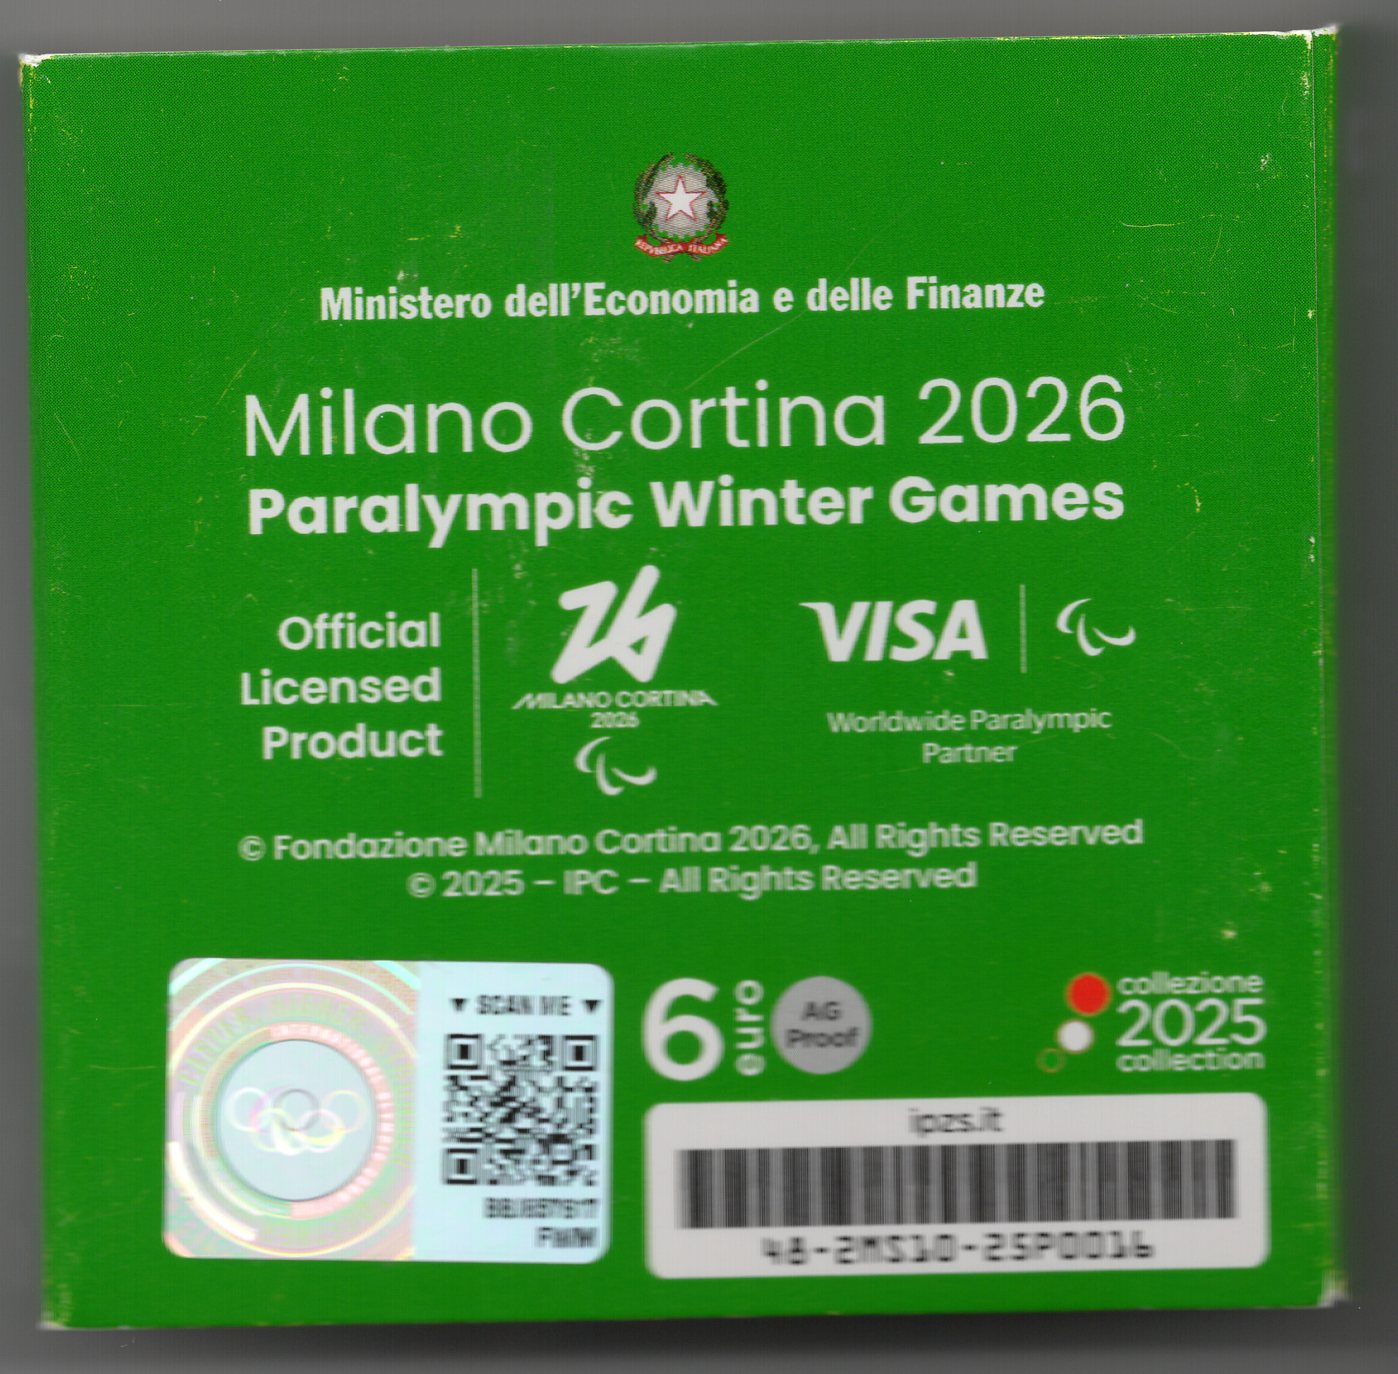 REPVBBLICA ITALIANA
Ministero dell'Economia e delle Finanze
Milano Cortina 2026
Paralympic Winter Games
Official
Licensed
Product
26
MILANO CORTINA
2026
VISA
Worldwide Paralympic
Partner
© Fondazione Milano Cortina 2026, All Rights Reserved
© 2025 – IPC – All Rights Reserved
▼ SCAN ME ▼
6 euro
AG
Proof
collezione
2025
collection
ipzs.it
48-2MS10-25P0016